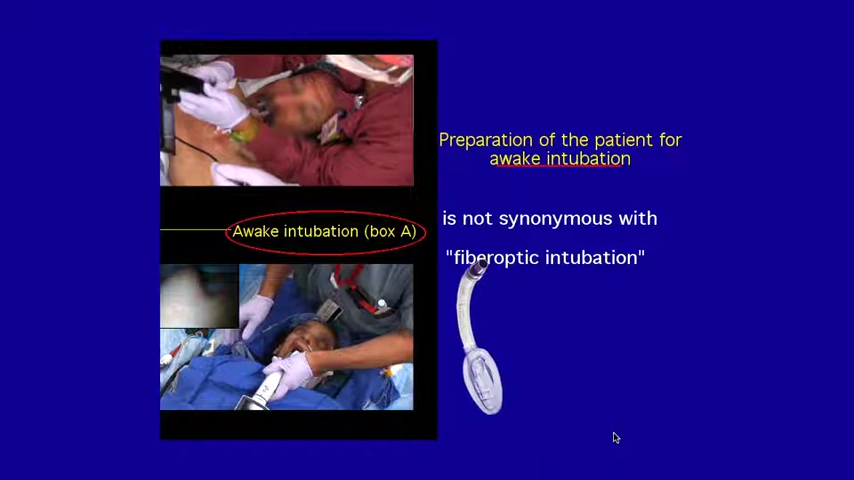 Preparation of the patient for
awake intubation
Awake intubation (box A)
is not synonymous with
"fiberoptic intubation"